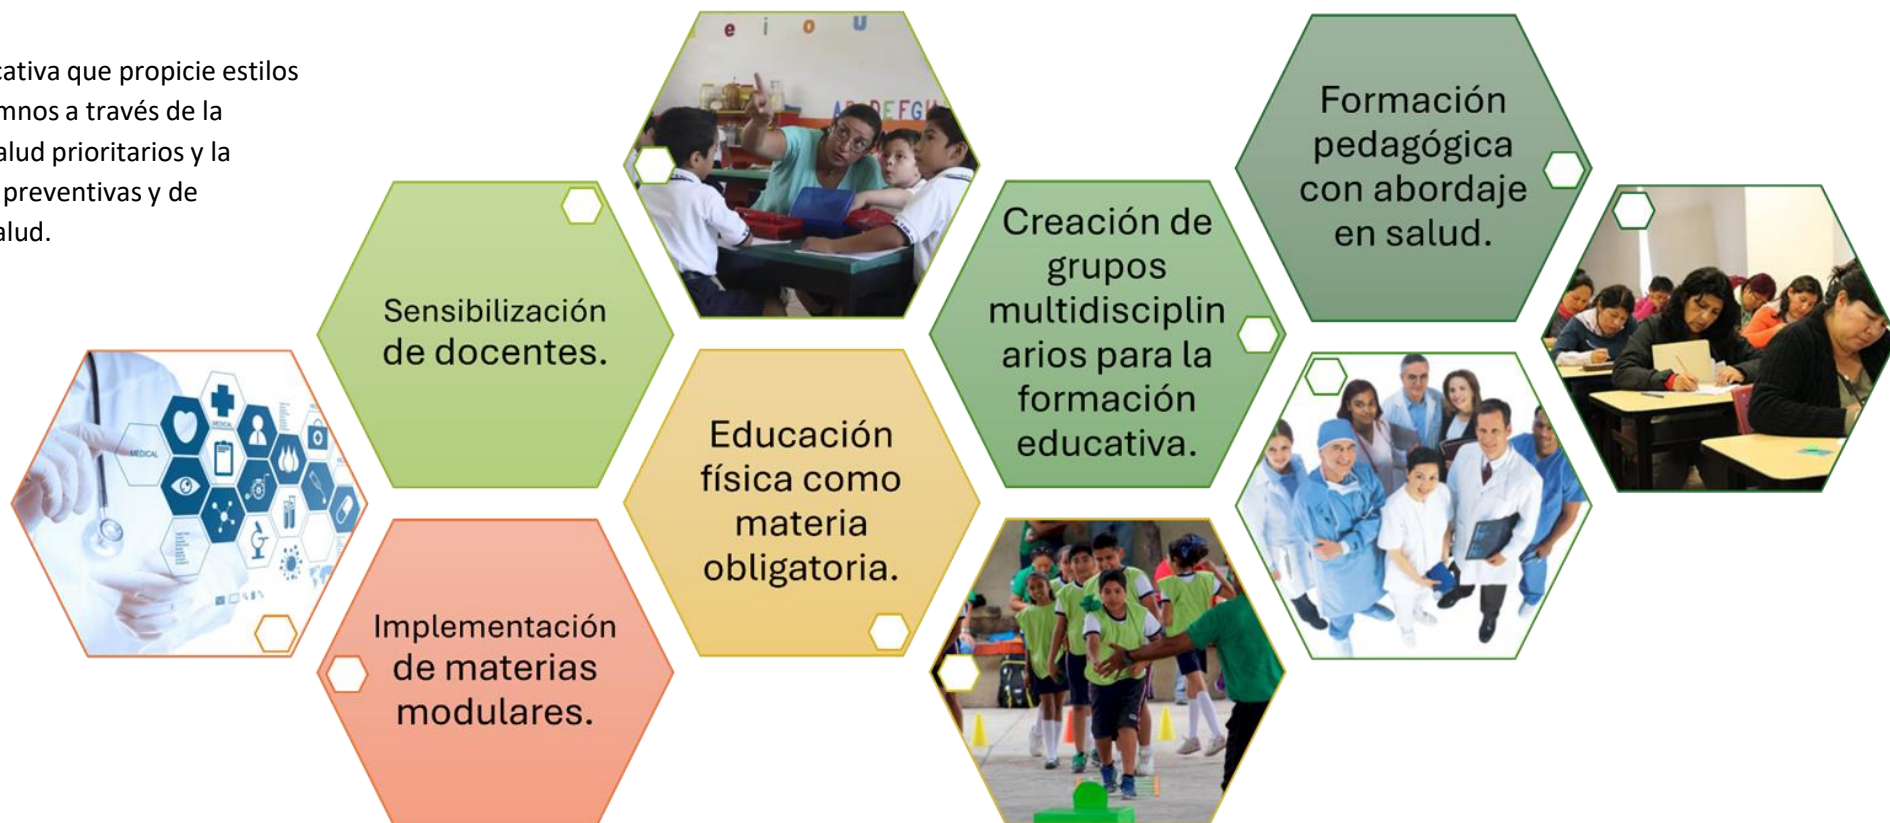 cativa que propicie estilos
mnos a través de la
alud prioritarios y la
preventivas y de
alud.
e i o u
A B C D E F G H
Formación
pedagógica
con abordaje
en salud.
Creación de
grupos
multidisciplin
arios para la
formación
educativa.
Sensibilización
de docentes.
Educación
física como
materia
obligatoria.
MEDICAL
MEDICAL
Implementación
de materias
modulares.